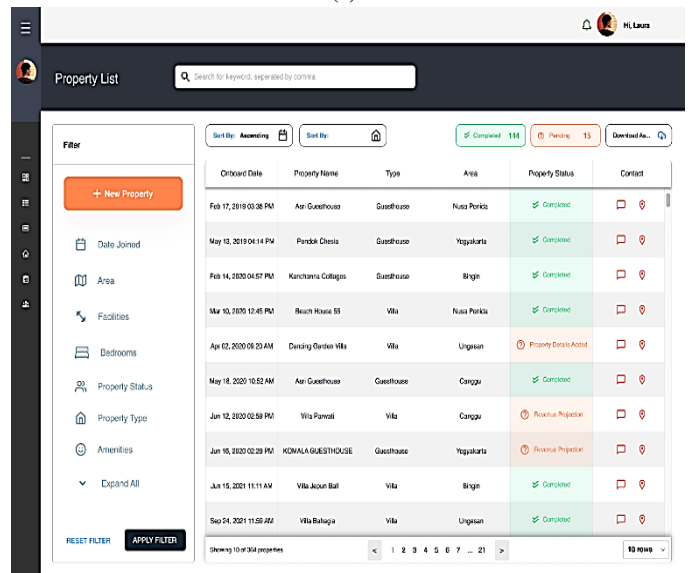 Hi, Laura
Property List
Search for keyword, seperated by comma
Filter
+ New Property
Date Joined
Area
Facilities
Bedrooms
Property Status
Property Type
Amenities
Expand All
RESET FILTER
APPLY FILTER
Sort By: Ascending
Sort By:
Completed 144
Pending 15
Download As..
Onboard Date Property Name Type Area Property Status Contact
Feb 17, 2019 03:38 PM Asri Guesthouse Guesthouse Nusa Penida Completed
May 13, 2019 04:14 PM Pondok Chesia Guesthouse Yogyakarta Completed
Feb 14, 2020 04:57 PM Kanchanna Cottages Guesthouse Bingin Completed
Mar 10, 2020 12:45 PM Beach House 55 Villa Nusa Penida Completed
Apr 02, 2020 09:20 AM Dancing Garden Villa Villa Ungasan Property Details Added
May 18, 2020 10:52 AM Asri Guesthouse Guesthouse Canggu Completed
Jun 12, 2020 02:59 PM Villa Parwati Villa Canggu Revenue Projection
Jun 16, 2020 02:29 PM KOMALA GUESTHOUSE Guesthouse Yogyakarta Revenue Projection
Jun 15, 2021 11:11 AM Villa Jepun Bali Villa Bingin Completed
Sep 24, 2021 11:59 AM Villa Bahagia Villa Ungasan Completed
Showing 10 of 364 properties
< 1 2 3 4 5 6 7 ... 21 >
10 rows